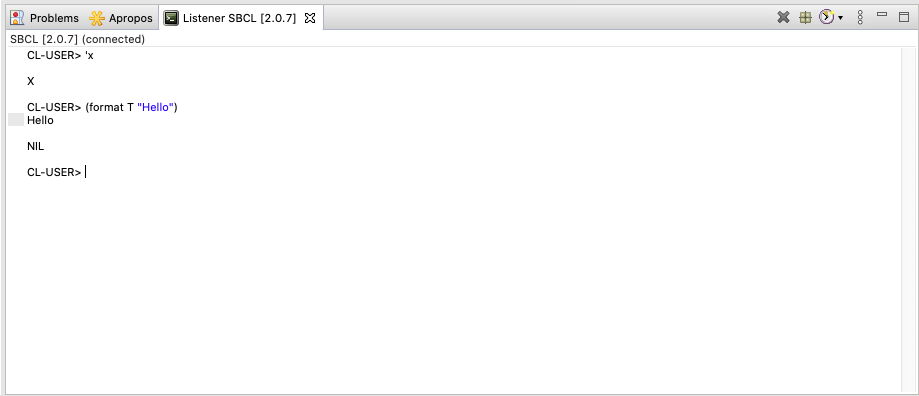 Problems Apropos Listener SBCL [2.0.7]
SBCL [2.0.7] (connected)
CL-USER> 'x
X
CL-USER> (format T "Hello")
Hello
NIL
CL-USER>